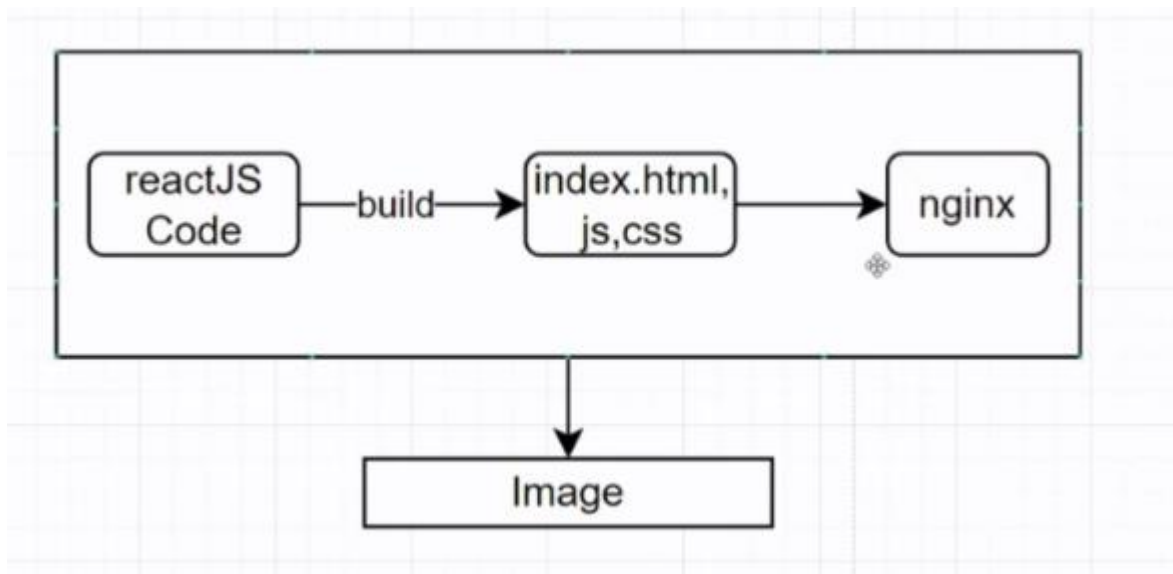 reactJS
Code
build
index.html,
js,css
nginx
Image